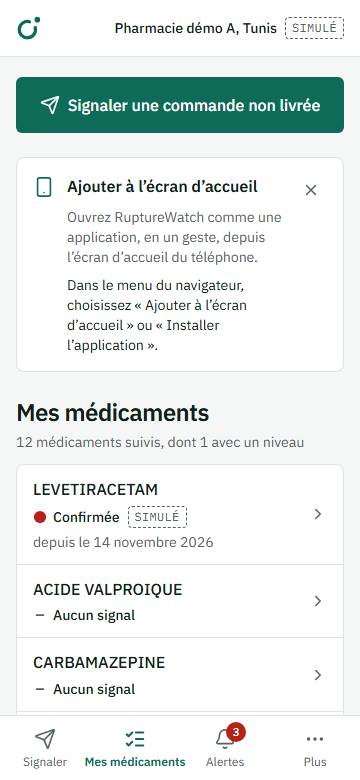 Pharmacie démo A, Tunis SIMULÉ
Signaler une commande non livrée
Ajouter à l’écran d’accueil
Ouvrez RuptureWatch comme une
application, en un geste, depuis
l’écran d’accueil du téléphone.
Dans le menu du navigateur,
choisissez « Ajouter à l’écran
d’accueil » ou « Installer
l’application ».
Mes médicaments
12 médicaments suivis, dont 1 avec un niveau
LEVETIRACETAM
Confirmée SIMULÉ
depuis le 14 novembre 2026
ACIDE VALPROIQUE
– Aucun signal
CARBAMAZEPINE
– Aucun signal
3
Signaler Mes médicaments Alertes Plus